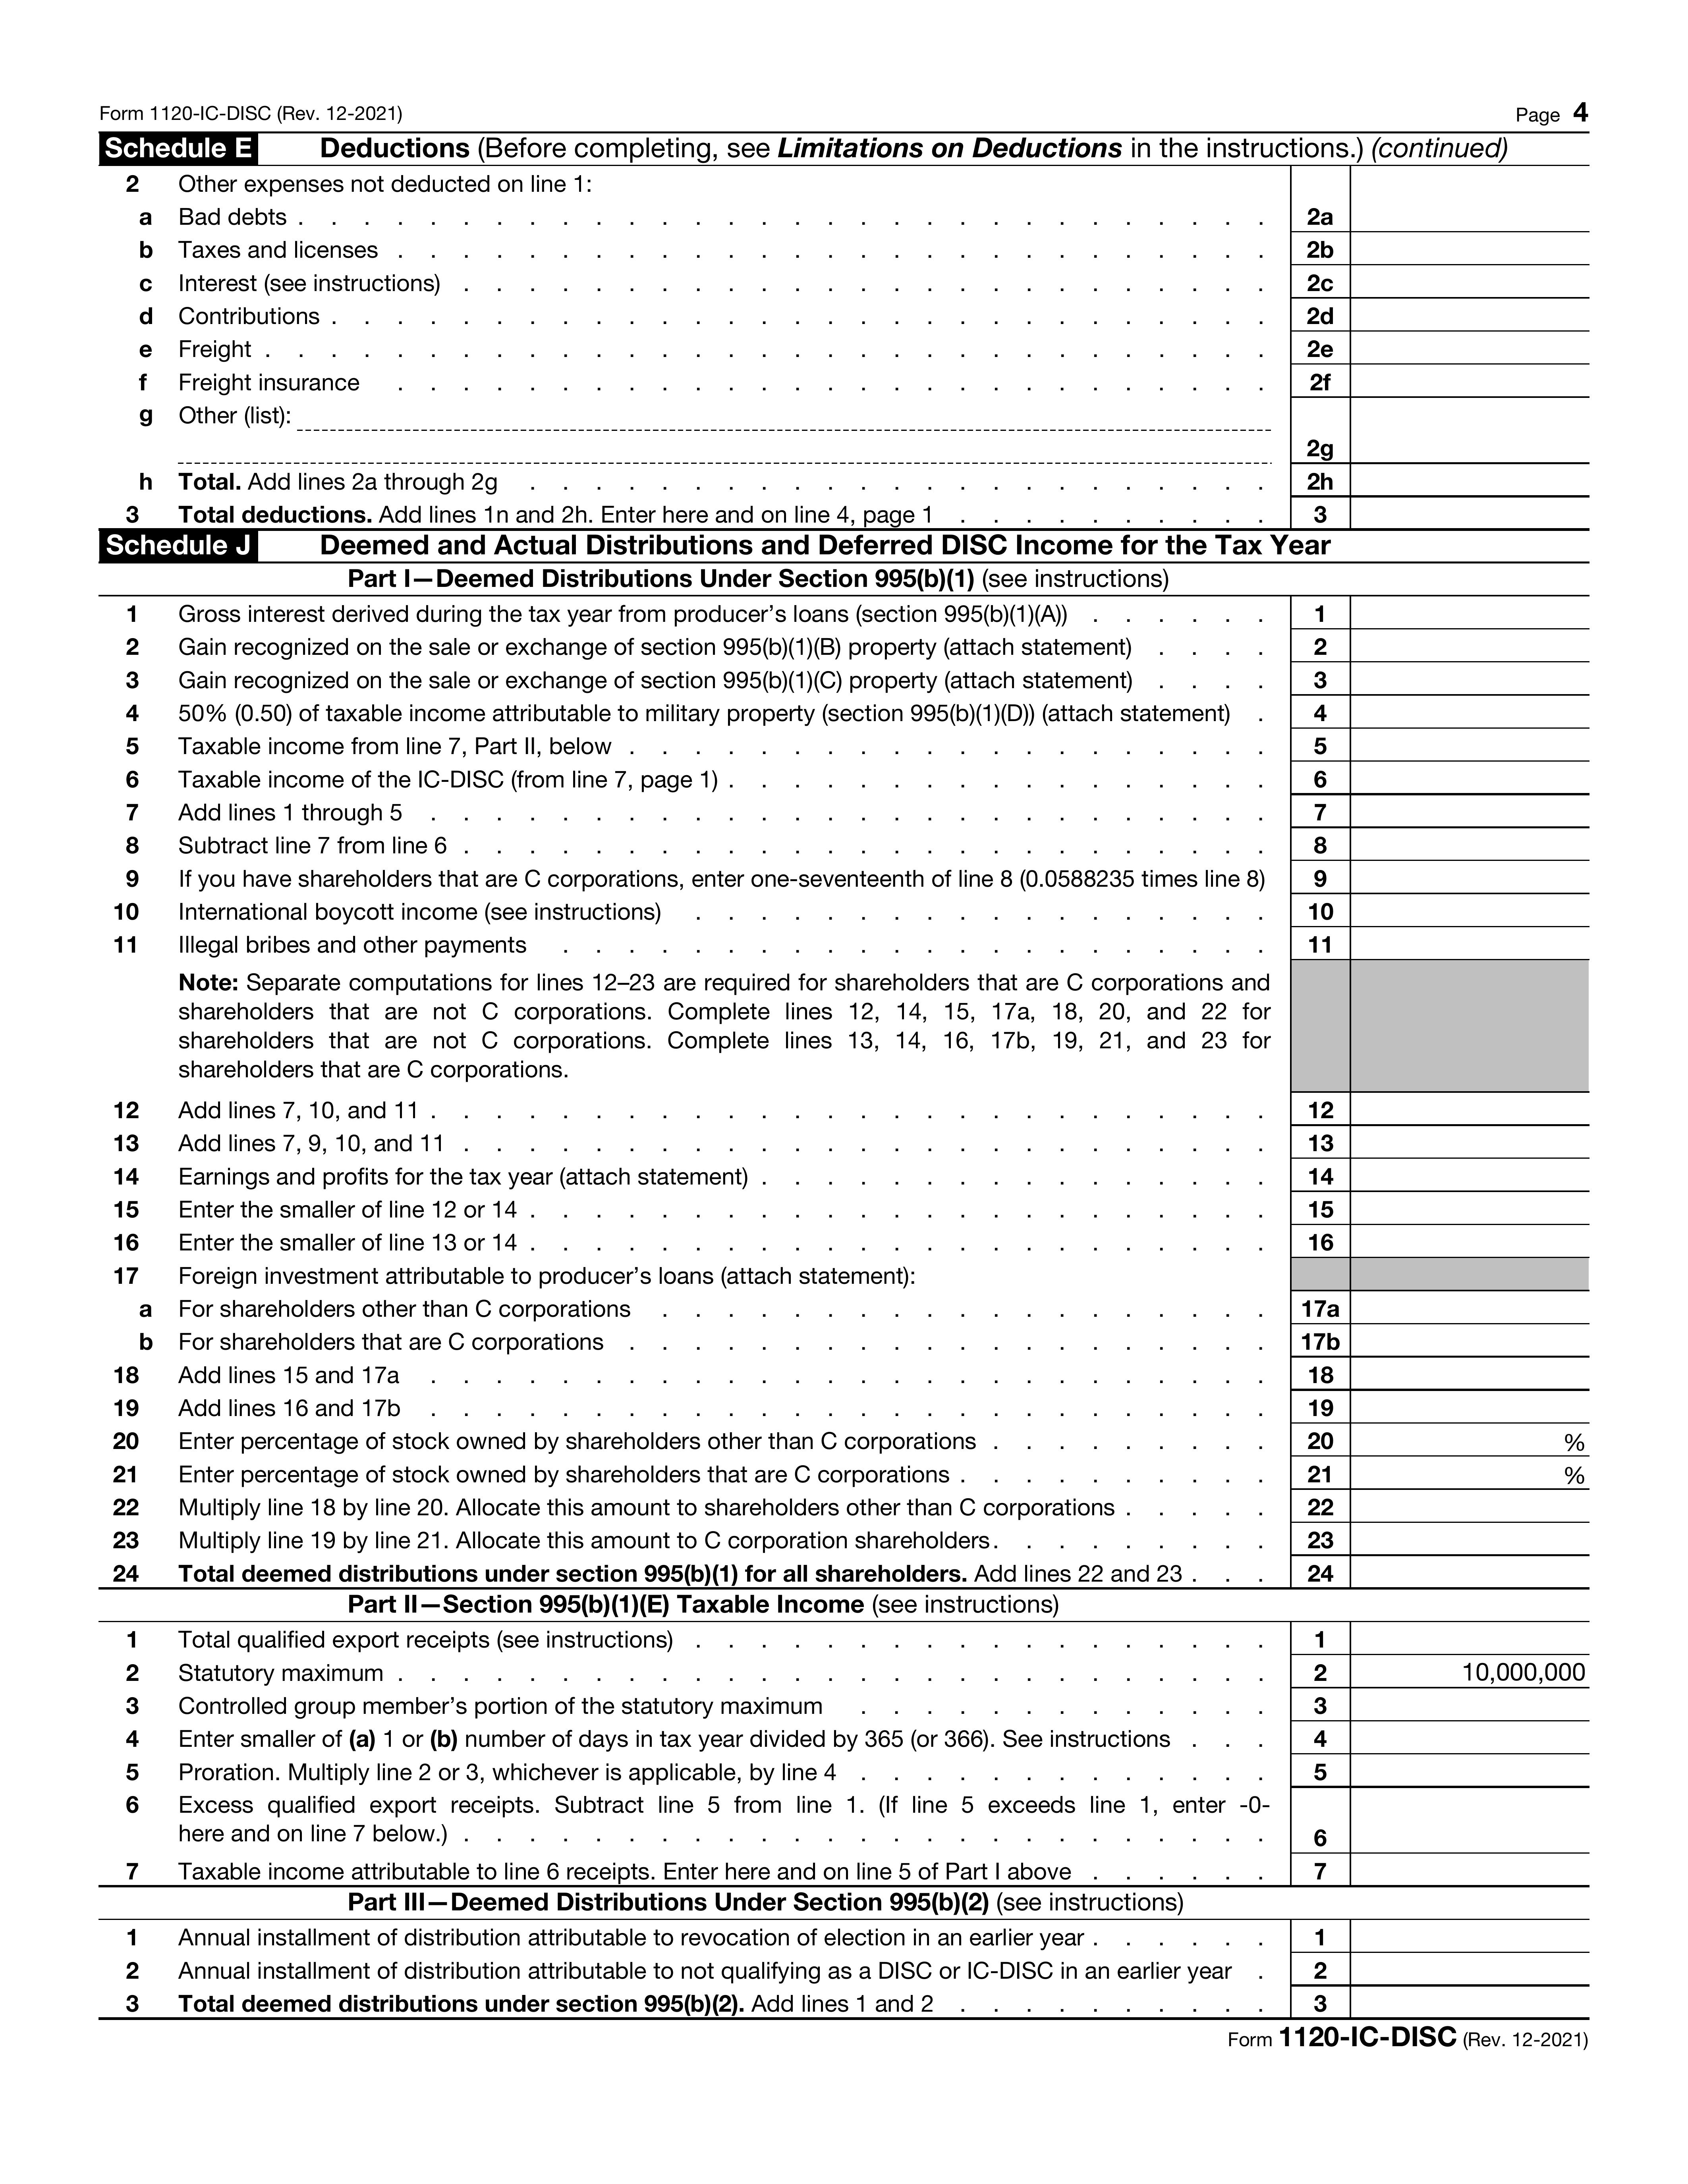 Form 1120-IC-DISC (Rev. 12-2021) Page 4
Schedule E Deductions (Before completing, see Limitations on Deductions in the instructions.) (continued)
2 Other expenses not deducted on line 1:
a Bad debts . . . . . . . . . . . . . . . . . . . . . . . . . . . . . . 2a
b Taxes and licenses . . . . . . . . . . . . . . . . . . . . . . . . . . . 2b
c Interest (see instructions) . . . . . . . . . . . . . . . . . . . . . . . . . 2c
d Contributions . . . . . . . . . . . . . . . . . . . . . . . . . . . . . 2d
e Freight . . . . . . . . . . . . . . . . . . . . . . . . . . . . . . . 2e
f Freight insurance . . . . . . . . . . . . . . . . . . . . . . . . . . . 2f
g Other (list):
2g
h Total. Add lines 2a through 2g . . . . . . . . . . . . . . . . . . . . . . . 2h
3 Total deductions. Add lines 1n and 2h. Enter here and on line 4, page 1 . . . . . . . . . . 3
Schedule J Deemed and Actual Distributions and Deferred DISC Income for the Tax Year
Part I—Deemed Distributions Under Section 995(b)(1) (see instructions)
1 Gross interest derived during the tax year from producer's loans (section 995(b)(1)(A)) . . . . . . 1
2 Gain recognized on the sale or exchange of section 995(b)(1)(B) property (attach statement) . . . . 2
3 Gain recognized on the sale or exchange of section 995(b)(1)(C) property (attach statement) . . . . 3
4 50% (0.50) of taxable income attributable to military property (section 995(b)(1)(D)) (attach statement) . 4
5 Taxable income from line 7, Part II, below . . . . . . . . . . . . . . . . . . . . 5
6 Taxable income of the IC-DISC (from line 7, page 1) . . . . . . . . . . . . . . . . . 6
7 Add lines 1 through 5 . . . . . . . . . . . . . . . . . . . . . . . . . . 7
8 Subtract line 7 from line 6 . . . . . . . . . . . . . . . . . . . . . . . . . 8
9 If you have shareholders that are C corporations, enter one-seventeenth of line 8 (0.0588235 times line 8) 9
10 International boycott income (see instructions) . . . . . . . . . . . . . . . . . . 10
11 Illegal bribes and other payments . . . . . . . . . . . . . . . . . . . . . . 11
Note: Separate computations for lines 12–23 are required for shareholders that are C corporations and
shareholders that are not C corporations. Complete lines 12, 14, 15, 17a, 18, 20, and 22 for
shareholders that are not C corporations. Complete lines 13, 14, 16, 17b, 19, 21, and 23 for
shareholders that are C corporations.
12 Add lines 7, 10, and 11 . . . . . . . . . . . . . . . . . . . . . . . . . . 12
13 Add lines 7, 9, 10, and 11 . . . . . . . . . . . . . . . . . . . . . . . . . 13
14 Earnings and profits for the tax year (attach statement) . . . . . . . . . . . . . . . . 14
15 Enter the smaller of line 12 or 14 . . . . . . . . . . . . . . . . . . . . . . . 15
16 Enter the smaller of line 13 or 14 . . . . . . . . . . . . . . . . . . . . . . . 16
17 Foreign investment attributable to producer's loans (attach statement):
a For shareholders other than C corporations . . . . . . . . . . . . . . . . . . . 17a
b For shareholders that are C corporations . . . . . . . . . . . . . . . . . . . . 17b
18 Add lines 15 and 17a . . . . . . . . . . . . . . . . . . . . . . . . . . 18
19 Add lines 16 and 17b . . . . . . . . . . . . . . . . . . . . . . . . . . 19
20 Enter percentage of stock owned by shareholders other than C corporations . . . . . . . . . 20 %
21 Enter percentage of stock owned by shareholders that are C corporations . . . . . . . . . . 21 %
22 Multiply line 18 by line 20. Allocate this amount to shareholders other than C corporations . . . . . 22
23 Multiply line 19 by line 21. Allocate this amount to C corporation shareholders . . . . . . . . . 23
24 Total deemed distributions under section 995(b)(1) for all shareholders. Add lines 22 and 23 . . . 24
Part II—Section 995(b)(1)(E) Taxable Income (see instructions)
1 Total qualified export receipts (see instructions) . . . . . . . . . . . . . . . . . . 1
2 Statutory maximum . . . . . . . . . . . . . . . . . . . . . . . . . . . 2 10,000,000
3 Controlled group member's portion of the statutory maximum . . . . . . . . . . . . . 3
4 Enter smaller of (a) 1 or (b) number of days in tax year divided by 365 (or 366). See instructions . . . 4
5 Proration. Multiply line 2 or 3, whichever is applicable, by line 4 . . . . . . . . . . . . . 5
6 Excess qualified export receipts. Subtract line 5 from line 1. (If line 5 exceeds line 1, enter -0-
here and on line 7 below.) . . . . . . . . . . . . . . . . . . . . . . . . . 6
7 Taxable income attributable to line 6 receipts. Enter here and on line 5 of Part I above . . . . . . 7
Part III—Deemed Distributions Under Section 995(b)(2) (see instructions)
1 Annual installment of distribution attributable to revocation of election in an earlier year . . . . . . 1
2 Annual installment of distribution attributable to not qualifying as a DISC or IC-DISC in an earlier year . 2
3 Total deemed distributions under section 995(b)(2). Add lines 1 and 2 . . . . . . . . . . 3
Form 1120-IC-DISC (Rev. 12-2021)